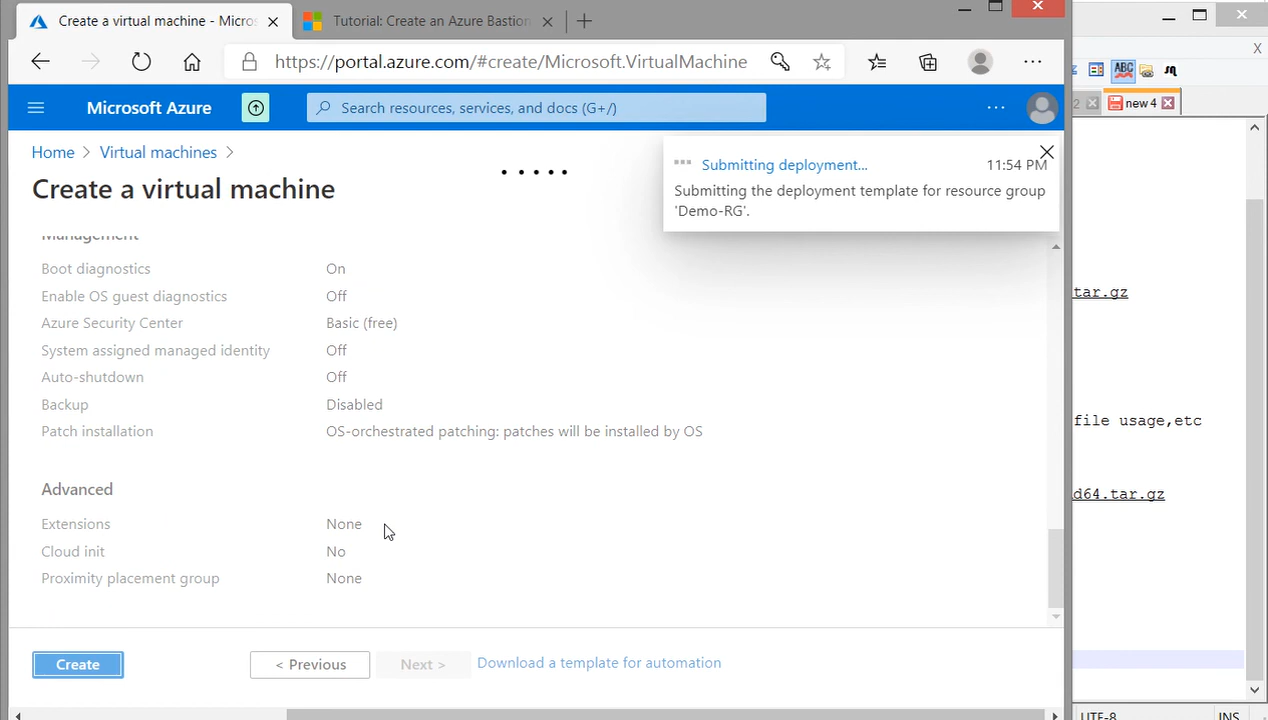 Create a virtual machine - Micros
Tutorial: Create an Azure Bastion
https://portal.azure.com/#create/Microsoft.VirtualMachine
ABC
2
new 4
X
Microsoft Azure
Search resources, services, and docs (G+/)
Home > Virtual machines >
Create a virtual machine
Submitting deployment...
11:54 PM
Submitting the deployment template for resource group
'Demo-RG'.
Management
Boot diagnostics On
Enable OS guest diagnostics Off
Azure Security Center Basic (free)
System assigned managed identity Off
Auto-shutdown Off
Backup Disabled
Patch installation OS-orchestrated patching: patches will be installed by OS
Advanced
Extensions None
Cloud init No
Proximity placement group None
Create
< Previous
Next >
Download a template for automation
tar.gz
file usage,etc
d64.tar.gz
UTF-8
INS